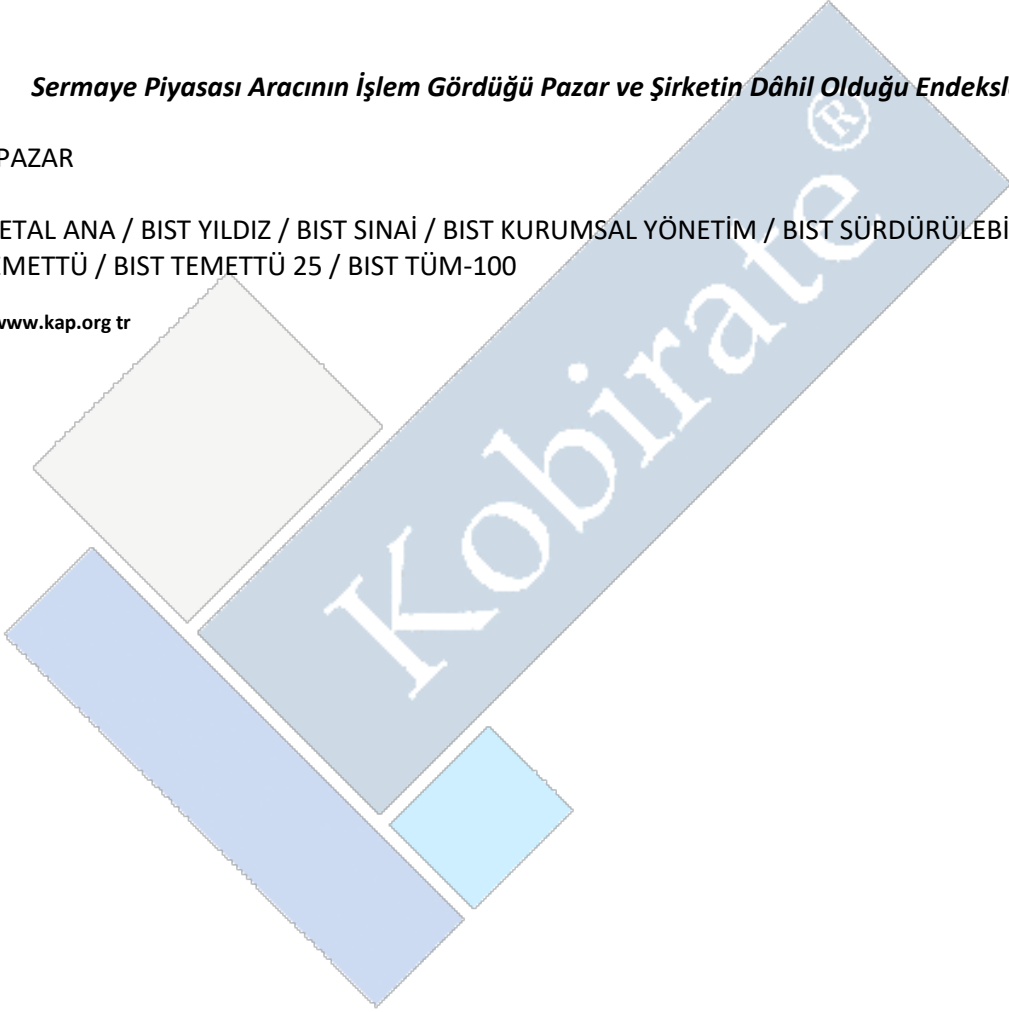 Sermaye Piyasası Aracının İşlem Gördüğü Pazar ve Şirketin Dâhil Olduğu Endeksl
PAZAR
ETAL ANA / BIST YILDIZ / BIST SINAİ / BIST KURUMSAL YÖNETİM / BIST SÜRDÜRÜLEBİ
EMETTÜ / BIST TEMETTÜ 25 / BIST TÜM-100
www.kap.org tr
Kobirate ®